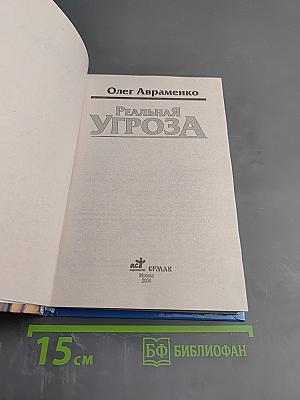 Олег Авраменко
РЕАЛЬНАЯ
УГРОЗА
АСТ
ЕРМАК
Москва
2004
15 см
БФ БИБЛИОФАН